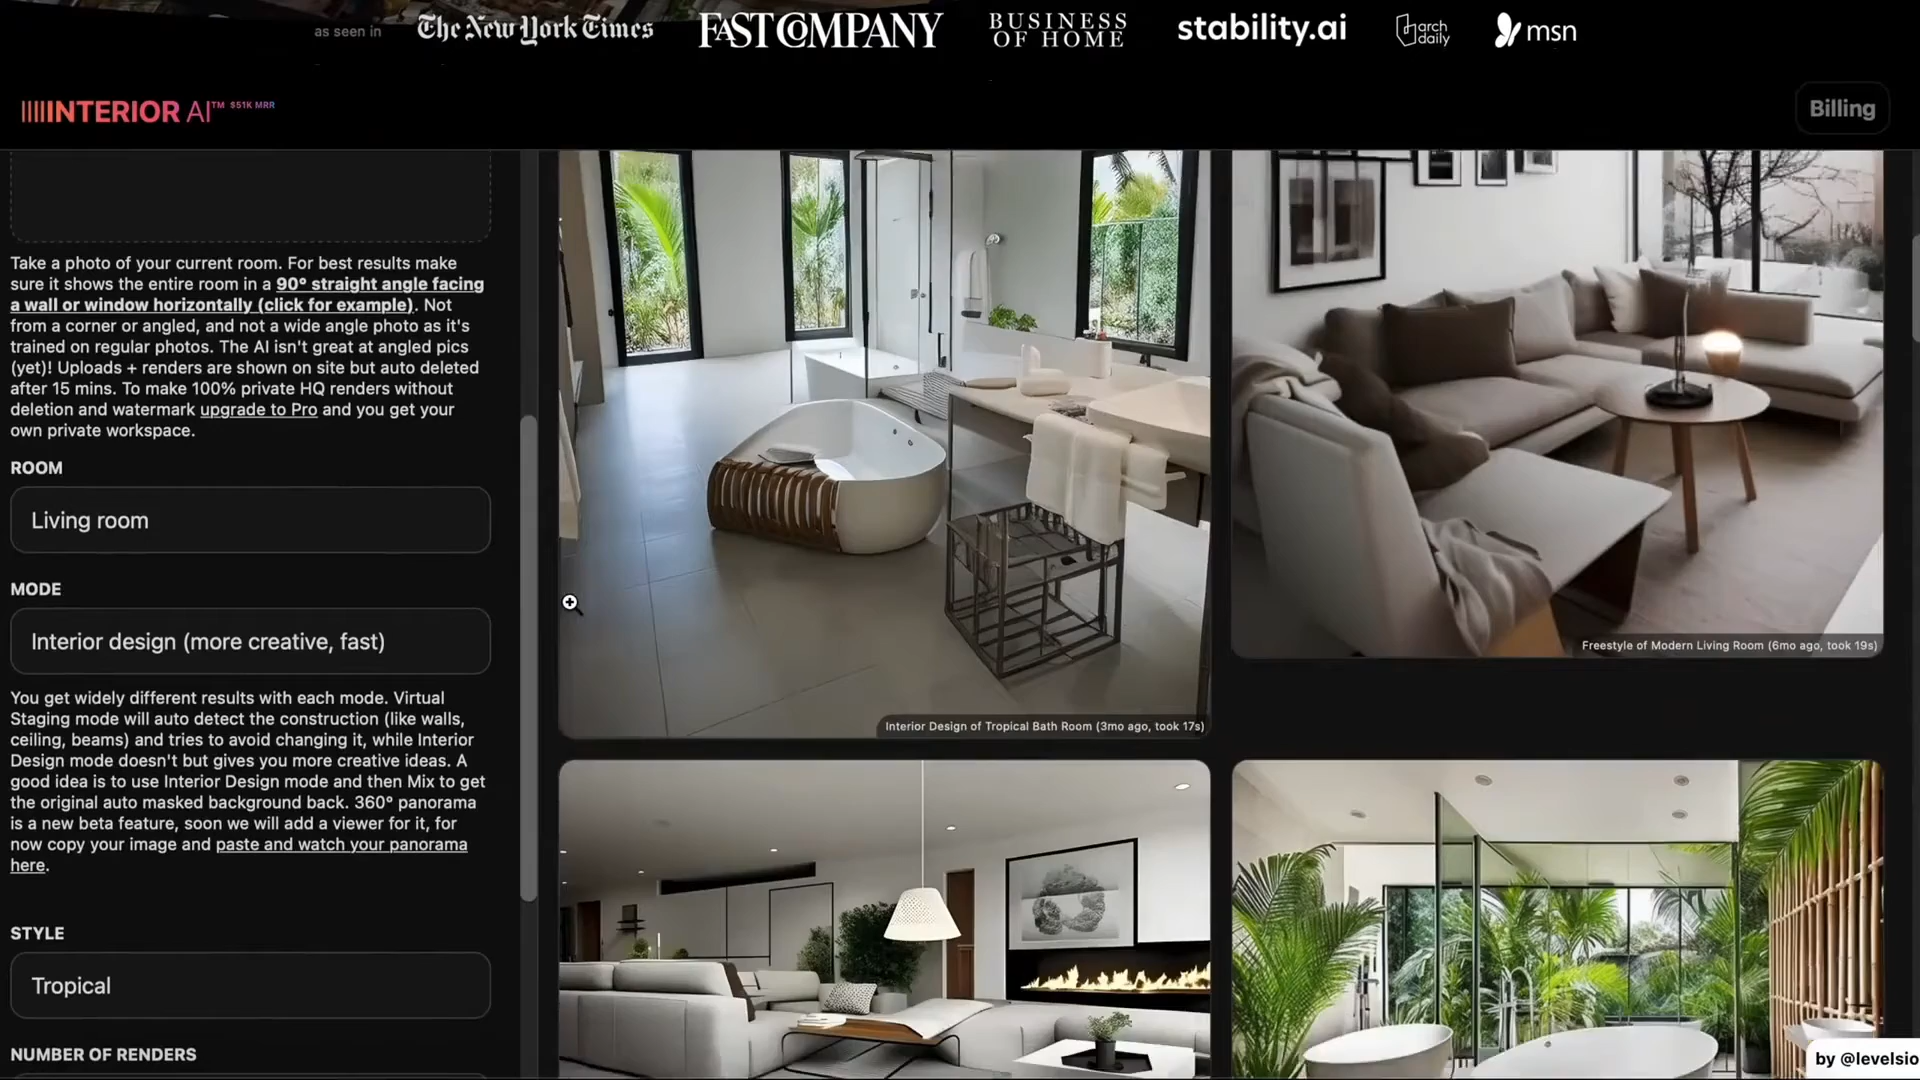 as seen in The New York Times FAST COMPANY BUSINESS OF HOME stability.ai arch daily msn
INTERIOR AI™ $51K MRR
Billing
Take a photo of your current room. For best results make
sure it shows the entire room in a 90° straight angle facing
a wall or window horizontally (click for example). Not
from a corner or angled, and not a wide angle photo as it's
trained on regular photos. The AI isn't great at angled pics
(yet)! Uploads + renders are shown on site but auto deleted
after 15 mins. To make 100% private HQ renders without
deletion and watermark upgrade to Pro and you get your
own private workspace.
ROOM
Living room
MODE
Interior design (more creative, fast)
You get widely different results with each mode. Virtual
Staging mode will auto detect the construction (like walls,
ceiling, beams) and tries to avoid changing it, while Interior
Design mode doesn't but gives you more creative ideas. A
good idea is to use Interior Design mode and then Mix to get
the original auto masked background back. 360° panorama
is a new beta feature, soon we will add a viewer for it, for
now copy your image and paste and watch your panorama
here.
STYLE
Tropical
NUMBER OF RENDERS
Interior Design of Tropical Bath Room (3mo ago, took 17s)
Freestyle of Modern Living Room (6mo ago, took 19s)
by @levelsio